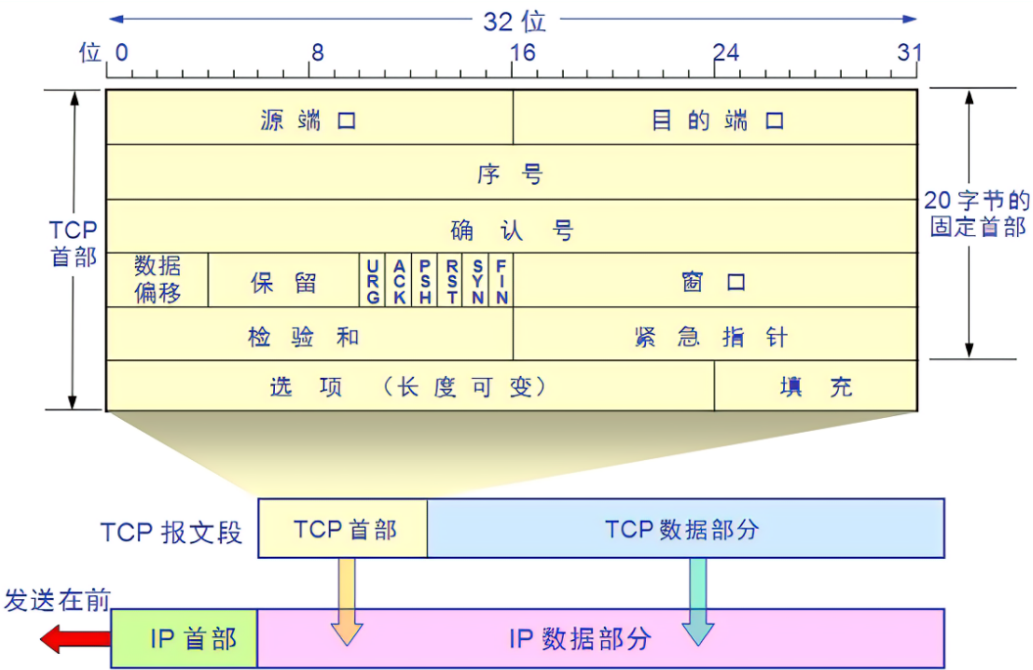 32 位
位 0 8 16 24 31
源端口 目的端口
序号
TCP
首部
确认号
20 字节的
固定首部
数据
偏移
保留
URG
ACK
PSH
RST
SYN
FIN
窗口
检验和 紧急指针
选项 （长度可变） 填充
TCP 报文段 TCP 首部 TCP 数据部分
发送在前
IP 首部 IP 数据部分